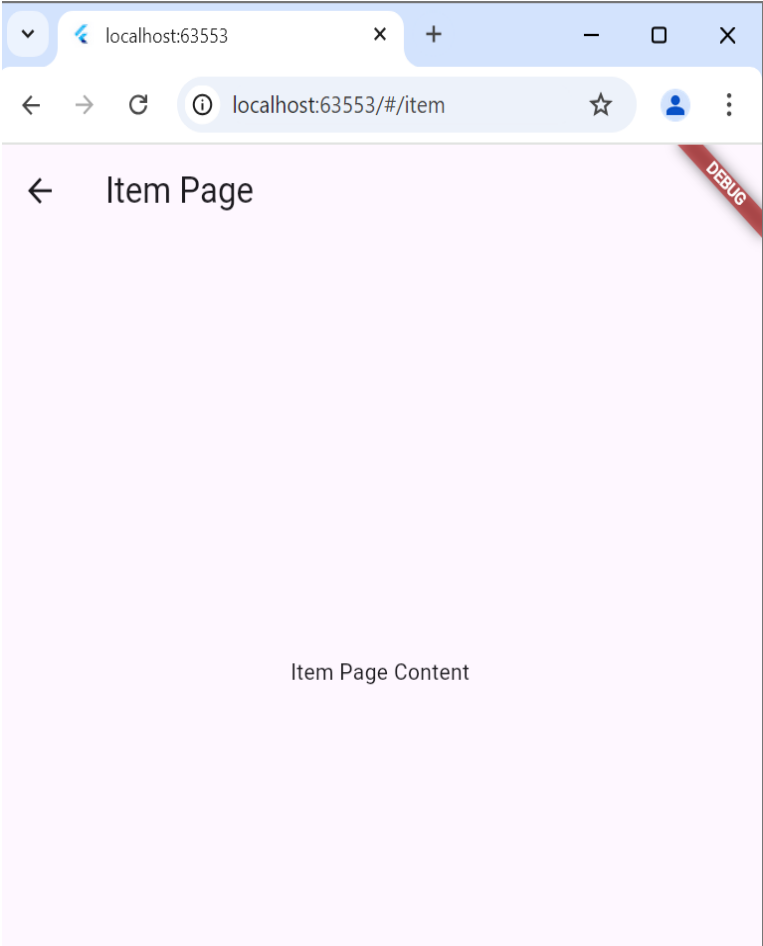 localhost:63553
localhost:63553/#/item
Item Page
DEBUG
Item Page Content